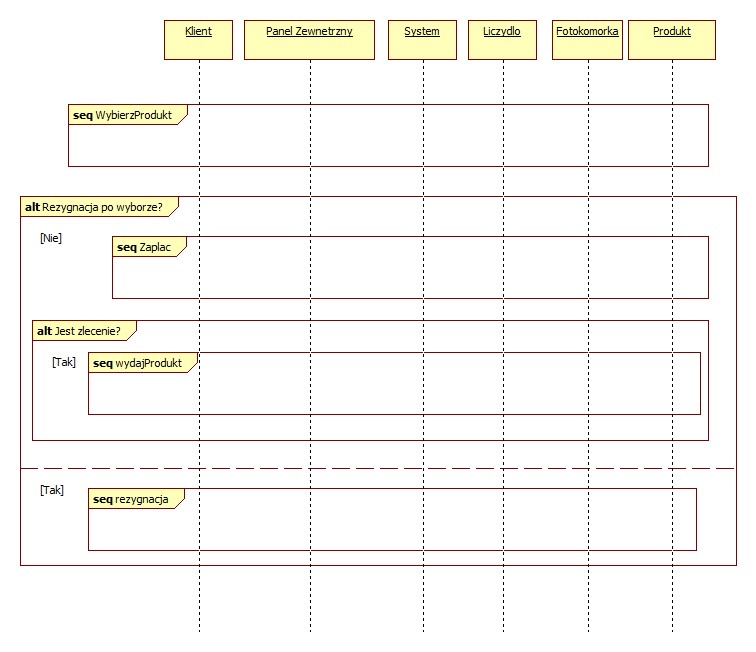 Klient Panel Zewnetrzny System Liczydlo Fotokomorka Produkt
seq WybierzProdukt
alt Rezygnacja po wyborze?
[Nie]
seq Zaplac
alt Jest zlecenie?
[Tak]
seq wydajProdukt
[Tak]
seq rezygnacja